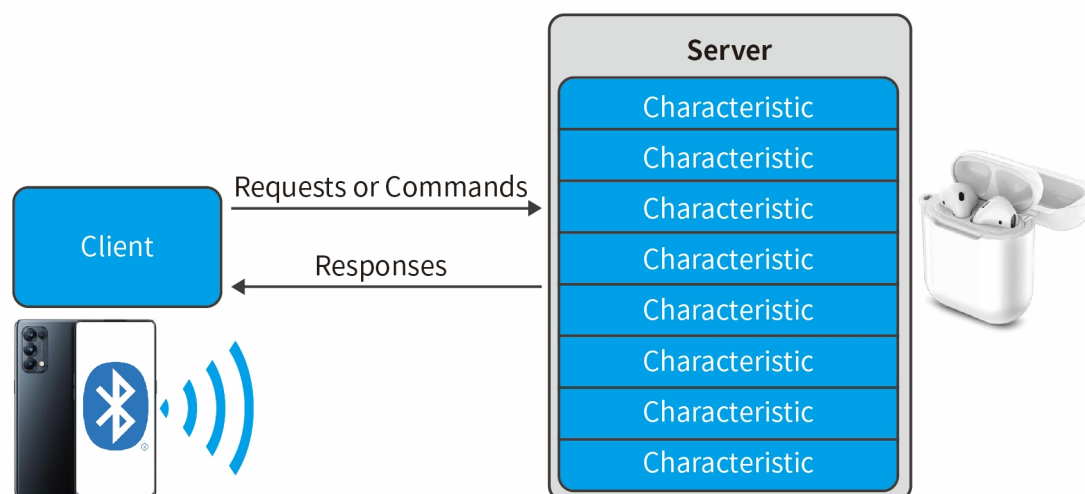 Server
Characteristic
Characteristic
Characteristic
Characteristic
Characteristic
Characteristic
Characteristic
Characteristic
Client
Requests or Commands
Responses
®